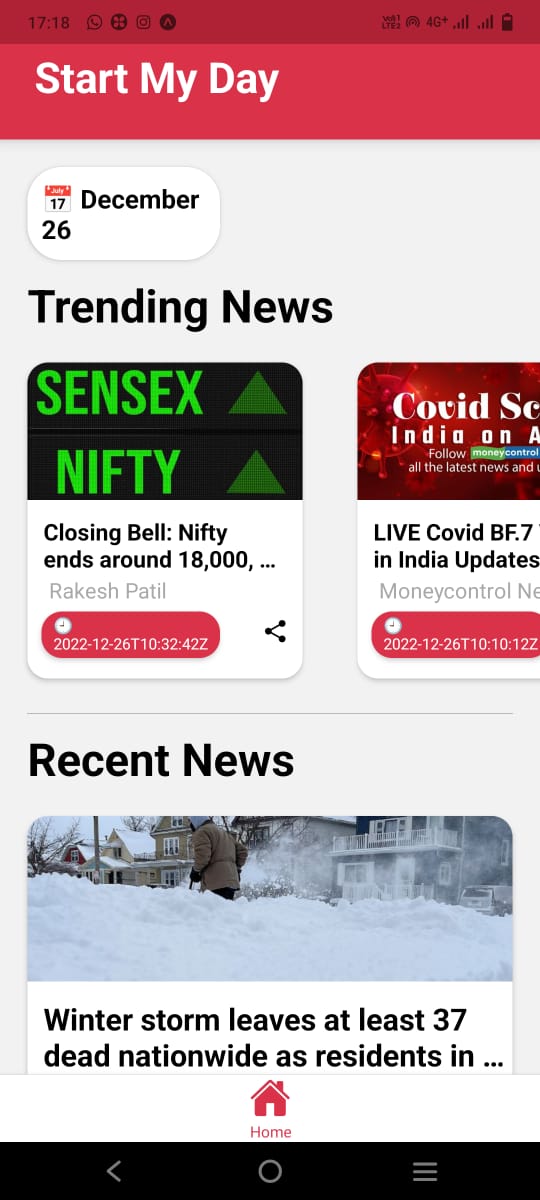 17:18
Vo) 1 LTE2 4G+
Start My Day
July 17 December
26
Trending News
SENSEX
NIFTY
Closing Bell: Nifty
ends around 18,000, ...
Rakesh Patil
2022-12-26T10:32:42Z
Covid Sc
India on A
Follow moneycontrol
all the latest news and u
LIVE Covid BF.7
in India Updates
Moneycontrol Ne
2022-12-26T10:10:12Z
Recent News
Winter storm leaves at least 37
dead nationwide as residents in ...
Home